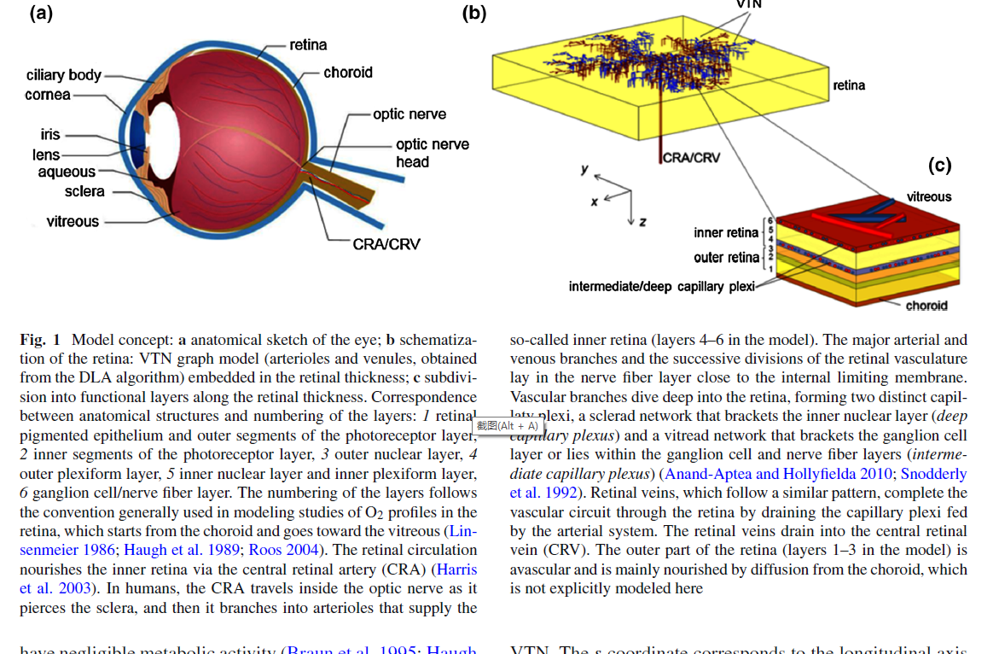 (a)
retina
choroid
ciliary body
cornea
optic nerve
iris
lens
optic nerve
head
aqueous
sclera
vitreous
CRA/CRV
(b)
VTN
retina
CRA/CRV
y
x
z
(c)
vitreous
6
5
4
3
2
1
inner retina
outer retina
intermediate/deep capillary plexi
choroid
Fig. 1 Model concept: a anatomical sketch of the eye; b schematiza-
tion of the retina: VTN graph model (arterioles and venules, obtained
from the DLA algorithm) embedded in the retinal thickness; c subdivi-
sion into functional layers along the retinal thickness. Correspondence
between anatomical structures and numbering of the layers: 1 retinal
pigmented epithelium and outer segments of the photoreceptor layer,
2 inner segments of the photoreceptor layer, 3 outer nuclear layer, 4
outer plexiform layer, 5 inner nuclear layer and inner plexiform layer,
6 ganglion cell/nerve fiber layer. The numbering of the layers follows
the convention generally used in modeling studies of O2 profiles in the
retina, which starts from the choroid and goes toward the vitreous (Lin-
senmeier 1986; Haugh et al. 1989; Roos 2004). The retinal circulation
nourishes the inner retina via the central retinal artery (CRA) (Harris
et al. 2003). In humans, the CRA travels inside the optic nerve as it
pierces the sclera, and then it branches into arterioles that supply the
so-called inner retina (layers 4–6 in the model). The major arterial and
venous branches and the successive divisions of the retinal vasculature
lay in the nerve fiber layer close to the internal limiting membrane.
Vascular branches dive deep into the retina, forming two distinct capil-
plexi, a sclerad network that brackets the inner nuclear layer (deep
capillary plexus) and a vitread network that brackets the ganglion cell
layer or lies within the ganglion cell and nerve fiber layers (interme-
diate capillary plexus) (Anand-Aptea and Hollyfielda 2010; Snodderly
et al. 1992). Retinal veins, which follow a similar pattern, complete the
vascular circuit through the retina by draining the capillary plexi fed
by the arterial system. The retinal veins drain into the central retinal
vein (CRV). The outer part of the retina (layers 1–3 in the model) is
avascular and is mainly nourished by diffusion from the choroid, which
is not explicitly modeled here
截图(Alt + A)
have negligible metabolic activity (Braun et al. 1995; Haugh
VTN. The s coordinate corresponds to the longitudinal axis